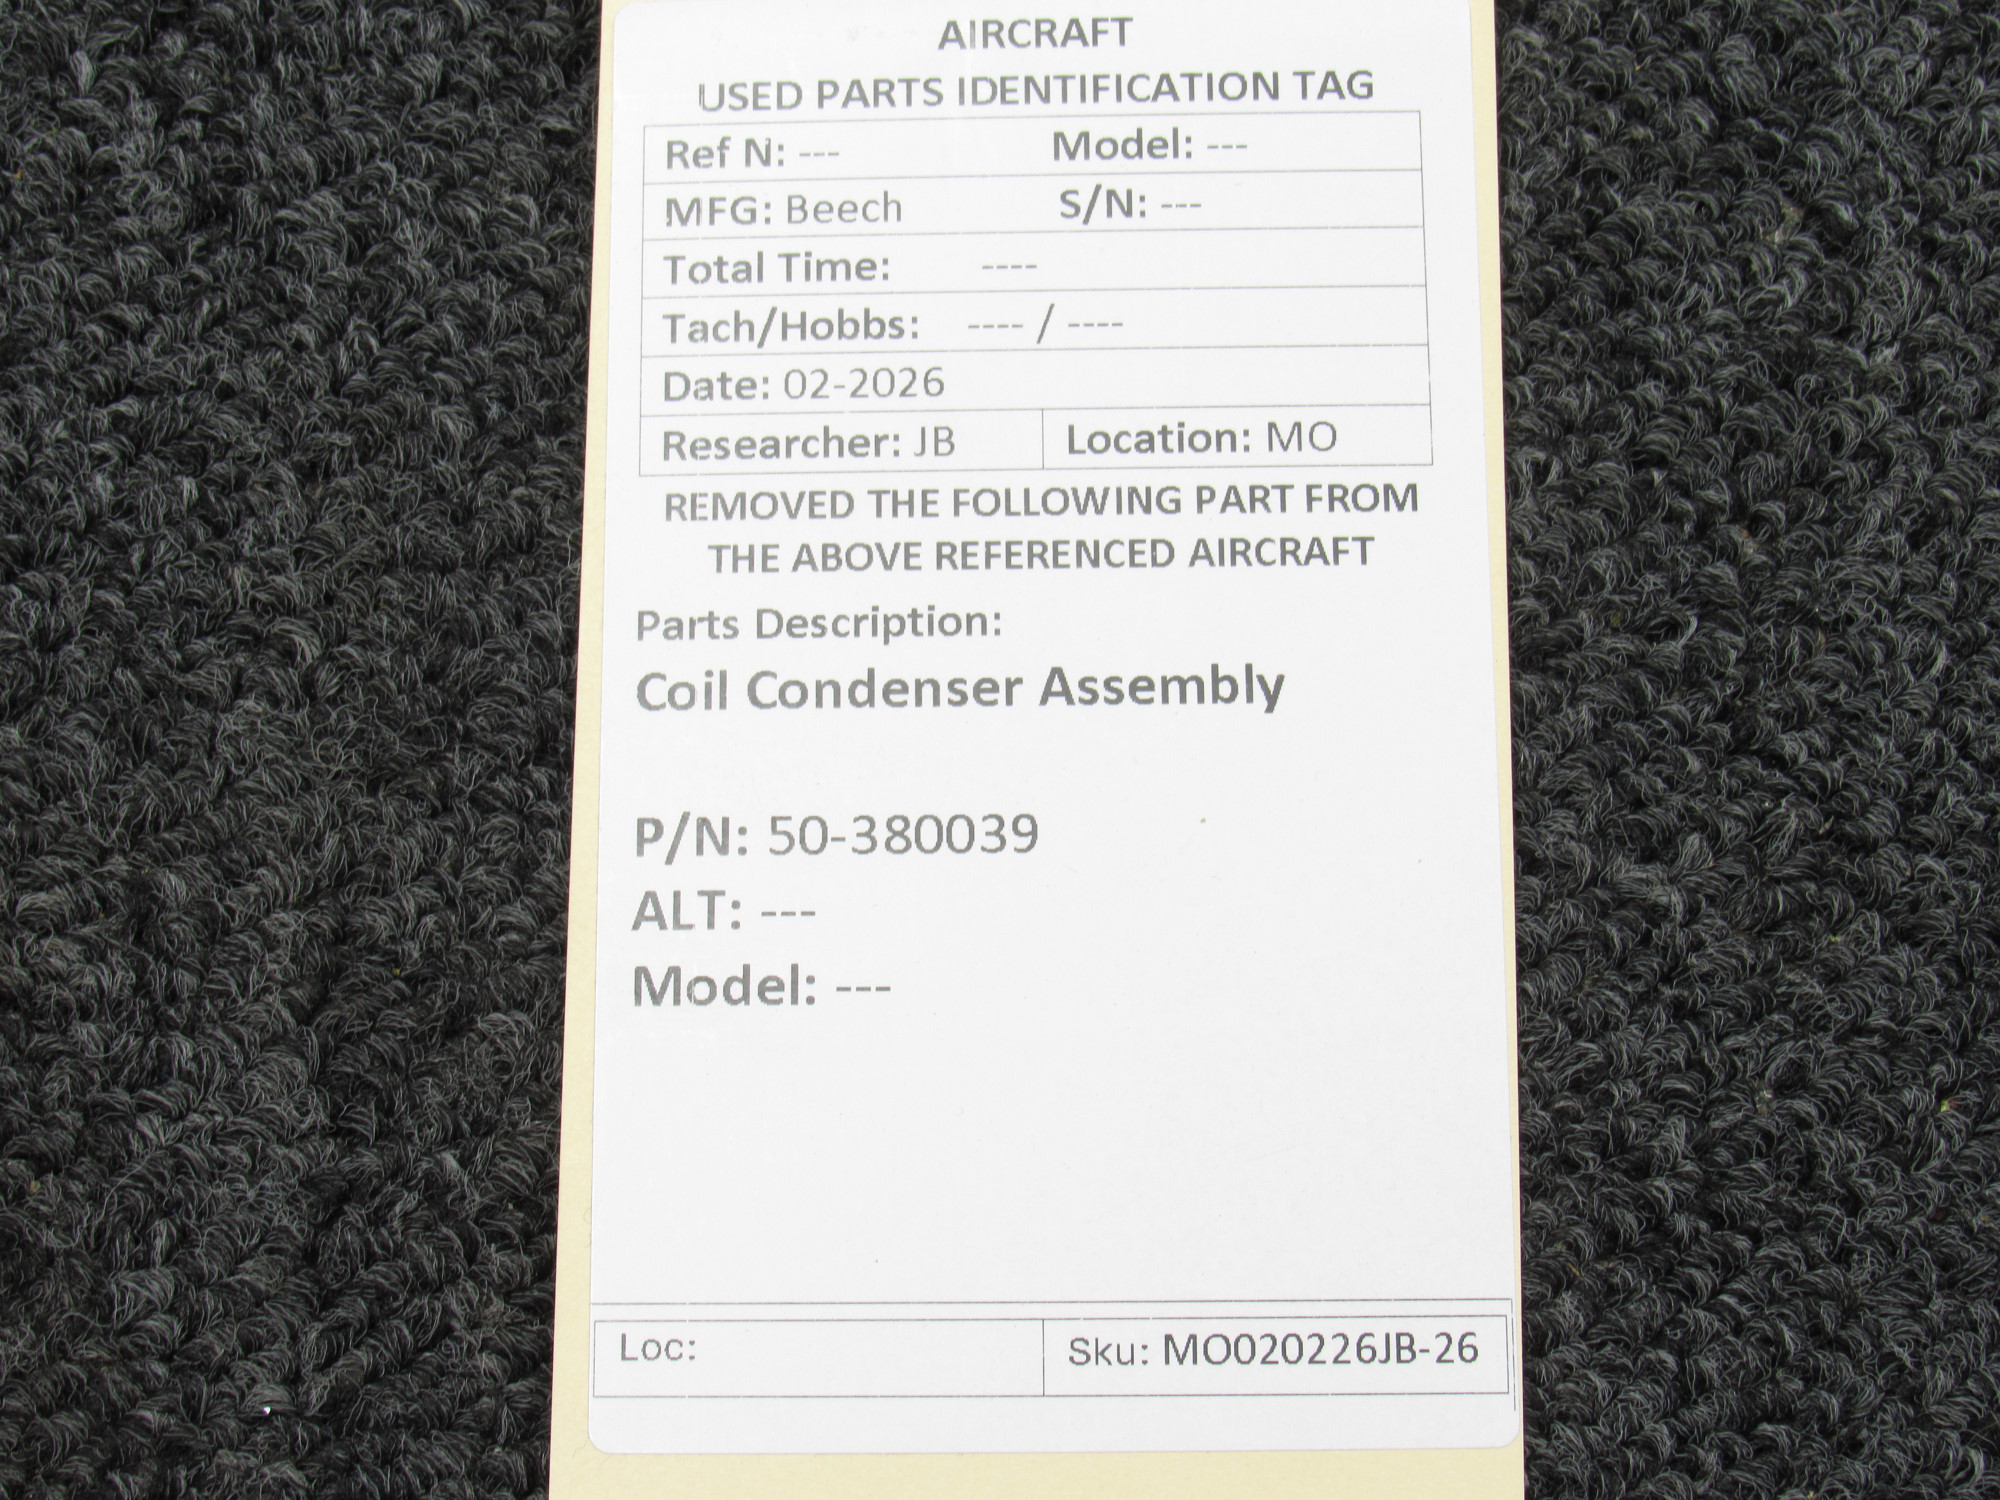 AIRCRAFT
USED PARTS IDENTIFICATION TAG
Ref N: --- Model: ---
MFG: Beech S/N: ---
Total Time: ----
Tach/Hobbs: ---- / ----
Date: 02-2026
Researcher: JB Location: MO
REMOVED THE FOLLOWING PART FROM
THE ABOVE REFERENCED AIRCRAFT
Parts Description:
Coil Condenser Assembly
P/N: 50-380039
ALT: ---
Model: ---
Loc: Sku: MO020226JB-26